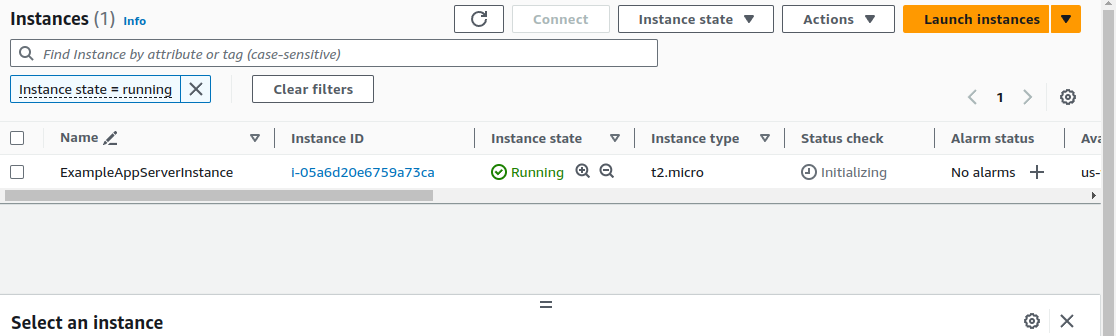 Instances (1) Info Connect Instance state Actions Launch instances
Find Instance by attribute or tag (case-sensitive)
Instance state = running Clear filters
1
Name Instance ID Instance state Instance type Status check Alarm status Ava
ExampleAppServerInstance i-05a6d20e6759a73ca Running t2.micro Initializing No alarms us-
Select an instance